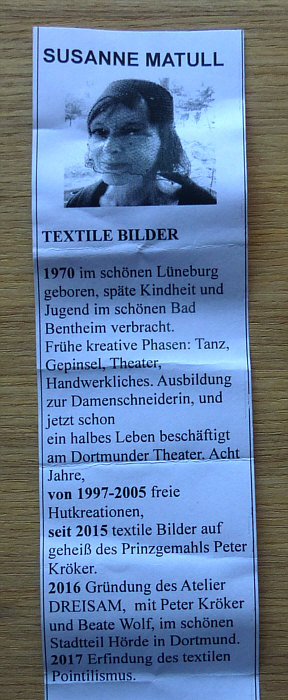 SUSANNE MATULL
TEXTILE BILDER
1970 im schönen Lüneburg
geboren, späte Kindheit und
Jugend im schönen Bad
Bentheim verbracht.
Frühe kreative Phasen: Tanz,
Gepinsel, Theater,
Handwerkliches. Ausbildung
zur Damenschneiderin, und
jetzt schon
ein halbes Leben beschäftigt
am Dortmunder Theater. Acht
Jahre,
von 1997-2005 freie
Hutkreationen,
seit 2015 textile Bilder auf
geheiß des Prinzgemahls Peter
Kröker.
2016 Gründung des Atelier
DREISAM, mit Peter Kröker
und Beate Wolf, im schönen
Stadtteil Hörde in Dortmund.
2017 Erfindung des textilen
Pointilismus.